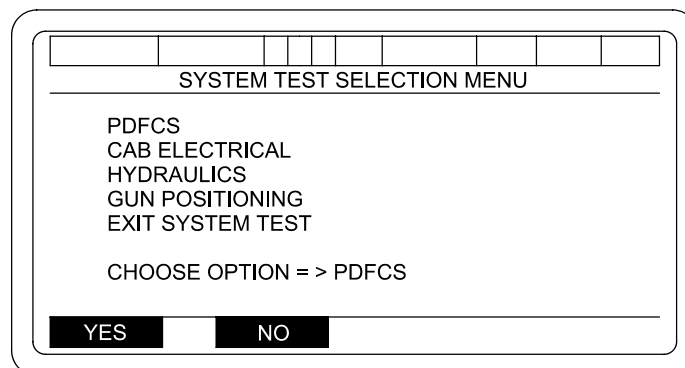 SYSTEM TEST SELECTION MENU
PDFCS
CAB ELECTRICAL
HYDRAULICS
GUN POSITIONING
EXIT SYSTEM TEST
CHOOSE OPTION = > PDFCS
YES NO